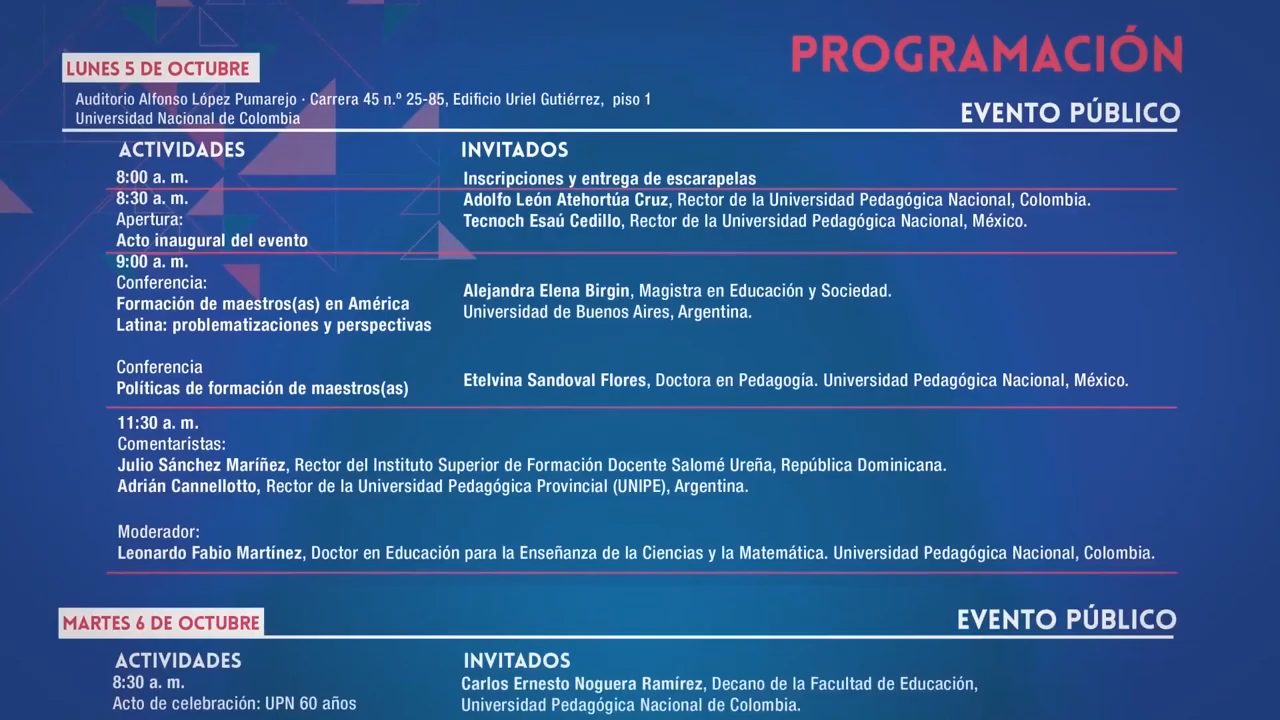 PROGRAMACIÓN
LUNES 5 DE OCTUBRE
Auditorio Alfonso López Pumarejo · Carrera 45 n.º 25-85, Edificio Uriel Gutiérrez, piso 1
Universidad Nacional de Colombia
EVENTO PÚBLICO
ACTIVIDADES
INVITADOS
8:00 a. m.
Inscripciones y entrega de escarapelas
8:30 a. m.
Apertura:
Acto inaugural del evento
Adolfo León Atehortúa Cruz, Rector de la Universidad Pedagógica Nacional, Colombia.
Tecnoch Esaú Cedillo, Rector de la Universidad Pedagógica Nacional, México.
9:00 a. m.
Conferencia:
Formación de maestros(as) en América
Latina: problematizaciones y perspectivas
Alejandra Elena Birgin, Magistra en Educación y Sociedad.
Universidad de Buenos Aires, Argentina.
Conferencia
Políticas de formación de maestros(as)
Etelvina Sandoval Flores, Doctora en Pedagogía. Universidad Pedagógica Nacional, México.
11:30 a. m.
Comentaristas:
Julio Sánchez Maríñez, Rector del Instituto Superior de Formación Docente Salomé Ureña, República Dominicana.
Adrián Cannellotto, Rector de la Universidad Pedagógica Provincial (UNIPE), Argentina.
Moderador:
Leonardo Fabio Martínez, Doctor en Educación para la Enseñanza de la Ciencias y la Matemática. Universidad Pedagógica Nacional, Colombia.
MARTES 6 DE OCTUBRE
EVENTO PÚBLICO
ACTIVIDADES
INVITADOS
8:30 a. m.
Acto de celebración: UPN 60 años
Carlos Ernesto Noguera Ramírez, Decano de la Facultad de Educación,
Universidad Pedagógica Nacional de Colombia.